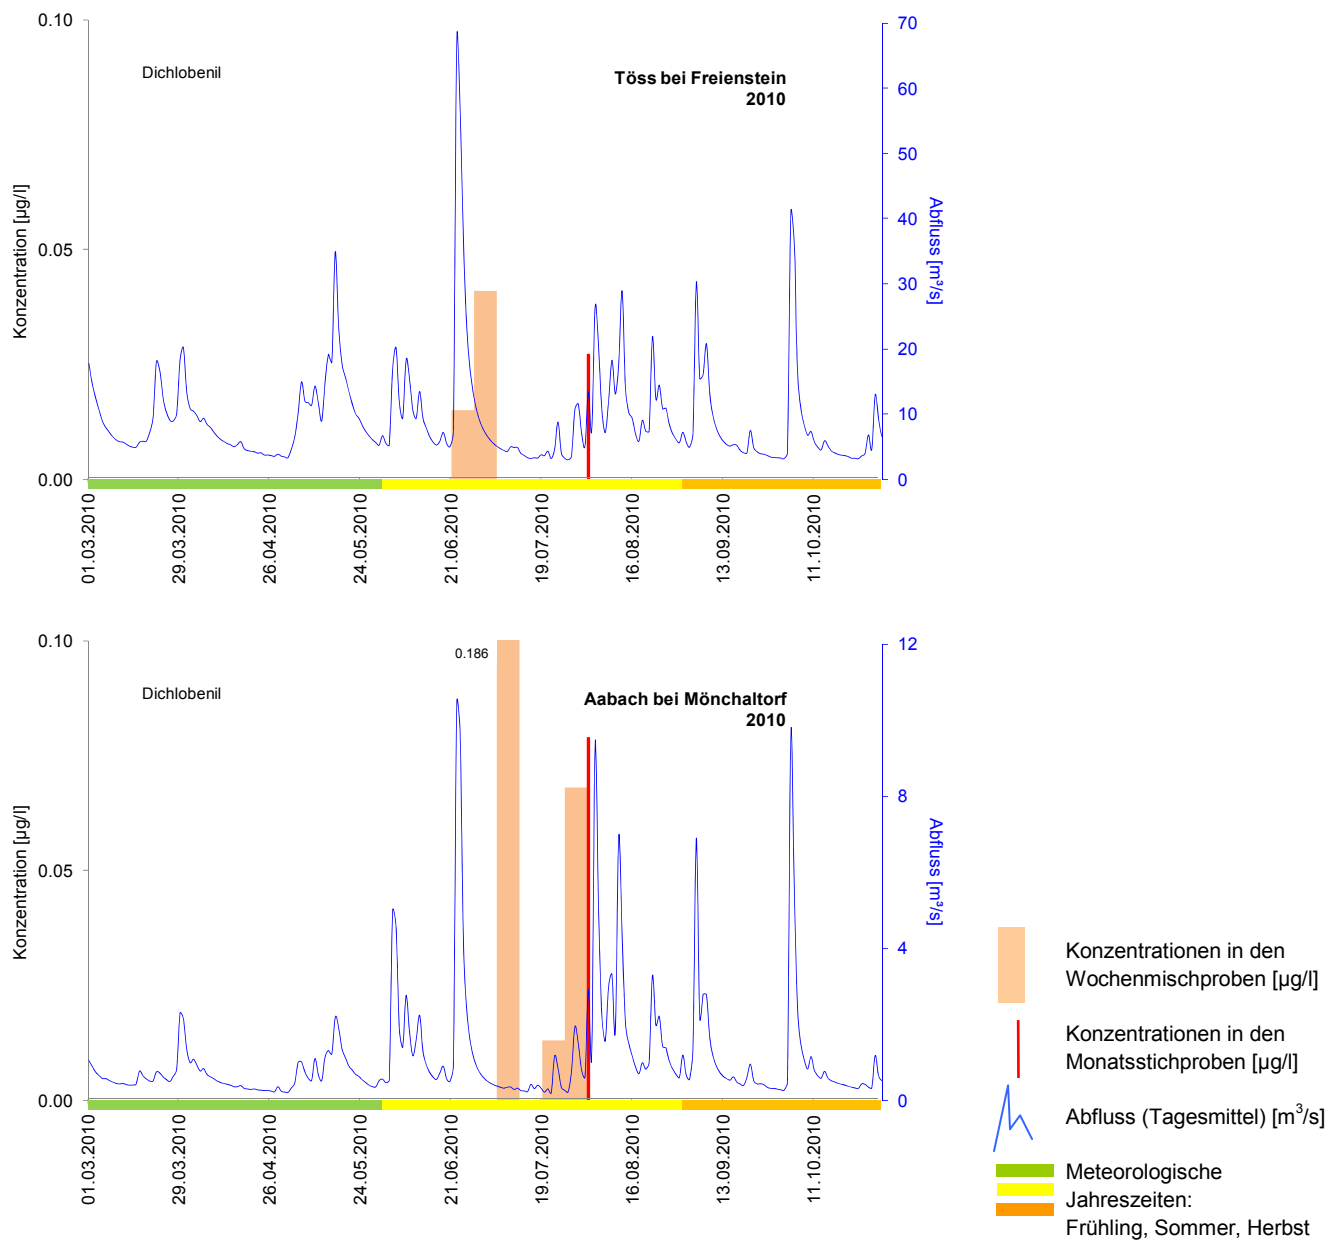 0.10
0.05
0.00
Konzentration [µg/l]
Dichlobenil
Töss bei Freienstein
2010
70
60
50
40
30
20
10
0
Abfluss [m³/s]
01.03.2010
29.03.2010
26.04.2010
24.05.2010
21.06.2010
19.07.2010
16.08.2010
13.09.2010
11.10.2010
0.10
0.05
0.00
Konzentration [µg/l]
Dichlobenil
0.186
Aabach bei Mönchaltorf
2010
12
8
4
0
Abfluss [m³/s]
01.03.2010
29.03.2010
26.04.2010
24.05.2010
21.06.2010
19.07.2010
16.08.2010
13.09.2010
11.10.2010
Konzentrationen in den
Wochenmischproben [µg/l]
Konzentrationen in den
Monatsstichproben [µg/l]
Abfluss (Tagesmittel) [m³/s]
Meteorologische
Jahreszeiten:
Frühling, Sommer, Herbst